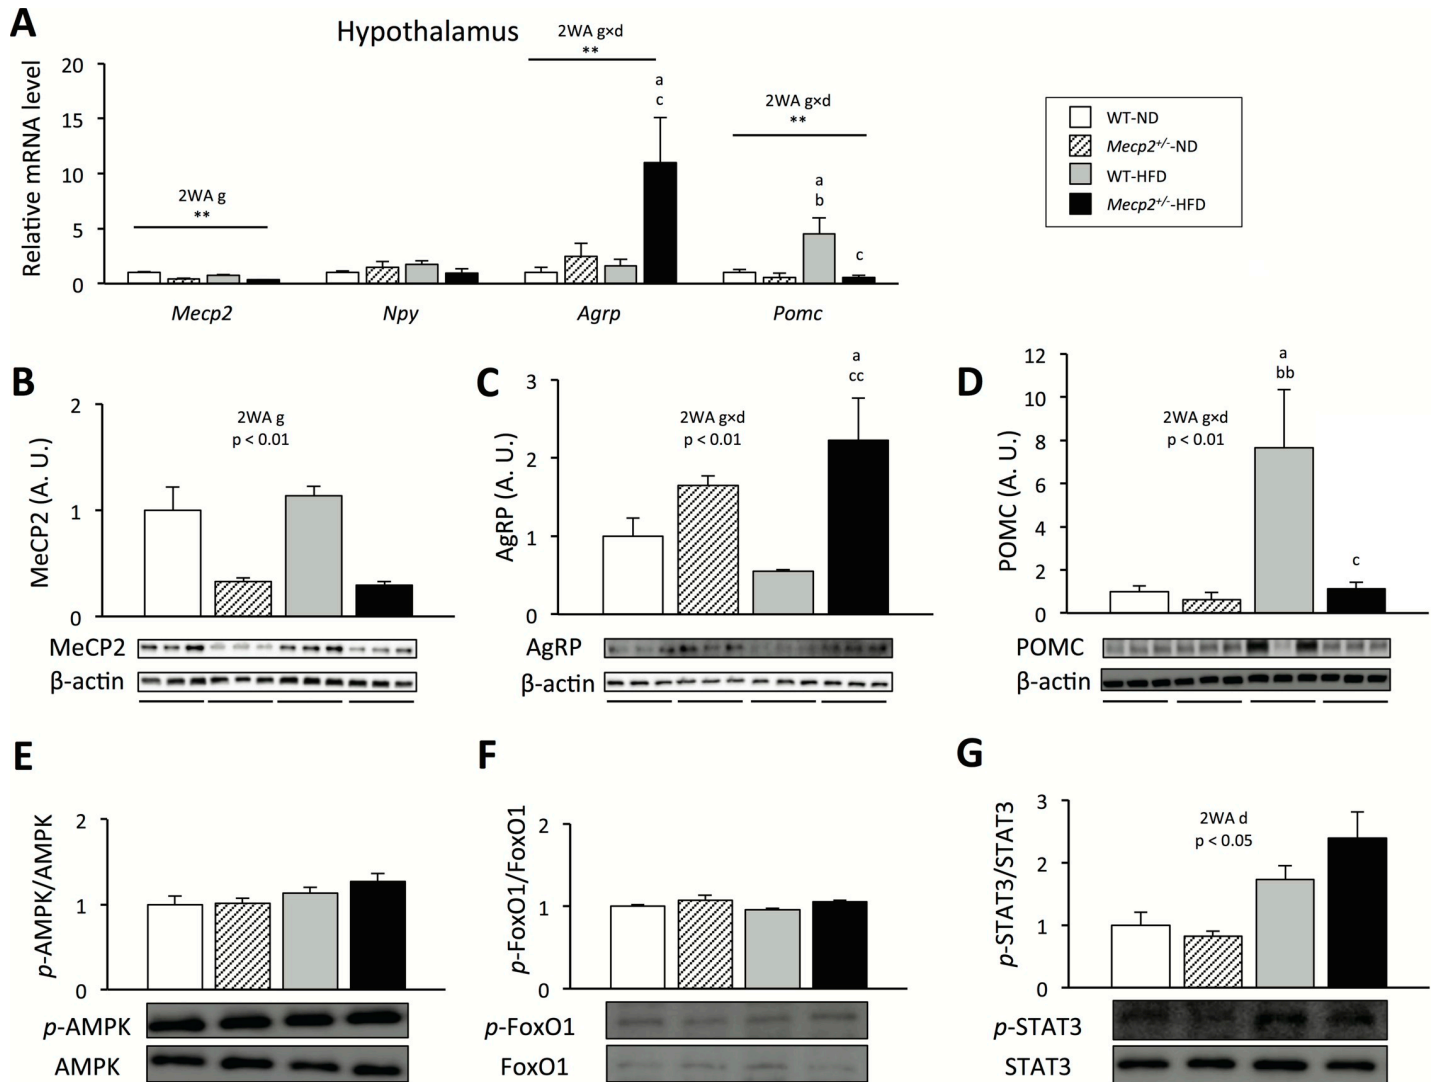 A
Hypothalamus
Relative mRNA level
20
15
10
5
0
2WA g
**
2WA g×d
**
a
c
2WA g×d
**
a
b
c
Mecp2
Npy
Agrp
Pomc
WT-ND
Mecp2+/--ND
WT-HFD
Mecp2+/--HFD
B
MeCP2 (A. U.)
2
1
0
2WA g
p < 0.01
MeCP2
β-actin
C
AgRP (A. U.)
3
2
1
0
2WA g×d
p < 0.01
a
cc
AgRP
β-actin
D
POMC (A. U.)
12
10
8
6
4
2
0
2WA g×d
p < 0.01
a
bb
c
POMC
β-actin
E
p-AMPK/AMPK
2
1
0
p-AMPK
AMPK
F
p-FoxO1/FoxO1
2
1
0
p-FoxO1
FoxO1
G
p-STAT3/STAT3
3
2
1
0
2WA d
p < 0.05
p-STAT3
STAT3